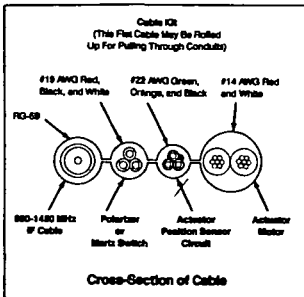 Cable Kit
(This Flat Cable May Be Rolled
Up For Pulling Through Conduits)
#19 AWG Red,
Black, and White
#22 AWG Green,
Orange, and Black
#14 AWG Red
and White
RG-59
950-1450 MHz
IF Cable
Polarizer
or
Martz Switch
Actuator
Position Sensor
Circuit
Actuator
Motor
Cross-Section of Cable